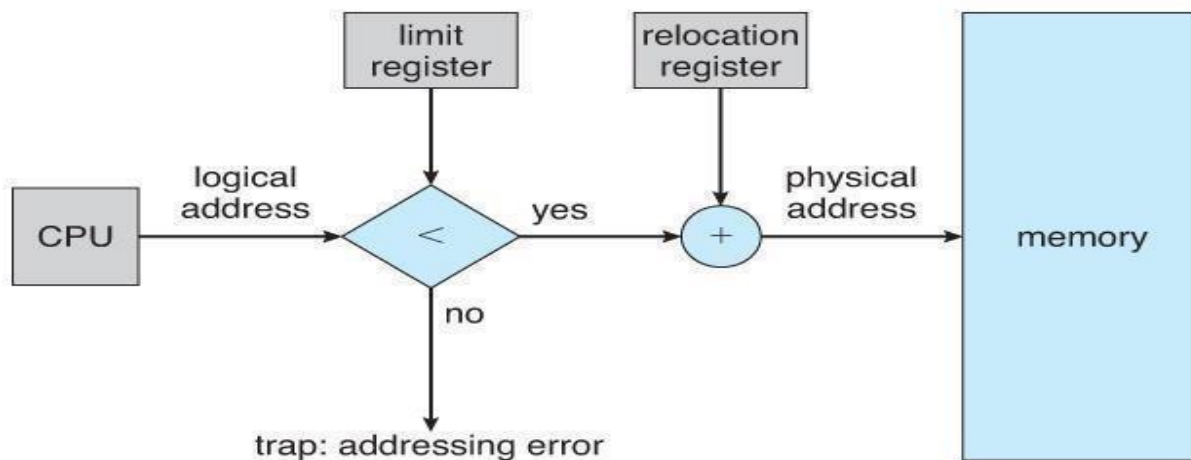 limit
register
relocation
register
logical
address
yes
physical
address
CPU
<
+
memory
no
trap: addressing error